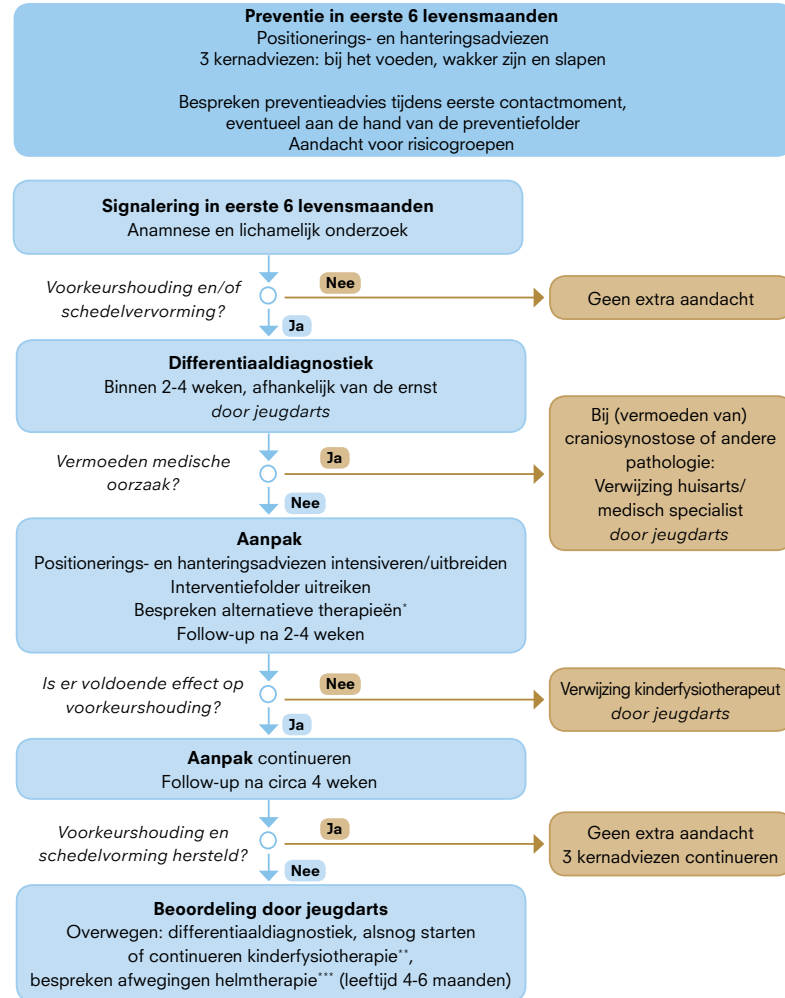 Preventie in eerste 6 levensmaanden
Positionerings- en hanteringsadviezen
3 kernadviezen: bij het voeden, wakker zijn en slapen
Bespreken preventieadvies tijdens eerste contactmoment,
eventueel aan de hand van de preventiefolder
Aandacht voor risicogroepen
Signalering in eerste 6 levensmaanden
Anamnese en lichamelijk onderzoek
Voorkeurshouding en/of
schedelvervorming?
Nee
Geen extra aandacht
Ja
Differentiaaldiagnostiek
Binnen 2-4 weken, afhankelijk van de ernst
door jeugdarts
Vermoeden medische
oorzaak?
Ja
Bij (vermoeden van)
craniosynostose of andere
pathologie:
Verwijzing huisarts/
medisch specialist
door jeugdarts
Nee
Aanpak
Positionerings- en hanteringsadviezen intensiveren/uitbreiden
Interventiefolder uitreiken
Bespreken alternatieve therapieën*
Follow-up na 2-4 weken
Is er voldoende effect op
voorkeurshouding?
Nee
Verwijzing kinderfysiotherapeut
door jeugdarts
Ja
Aanpak continueren
Follow-up na circa 4 weken
Voorkeurshouding en
schedelvorming hersteld?
Ja
Geen extra aandacht
3 kernadviezen continueren
Nee
Beoordeling door jeugdarts
Overwegen: differentiaaldiagnostiek, alsnog starten
of continueren kinderfysiotherapie**,
bespreken afwegingen helmtherapie*** (leeftijd 4-6 maanden)